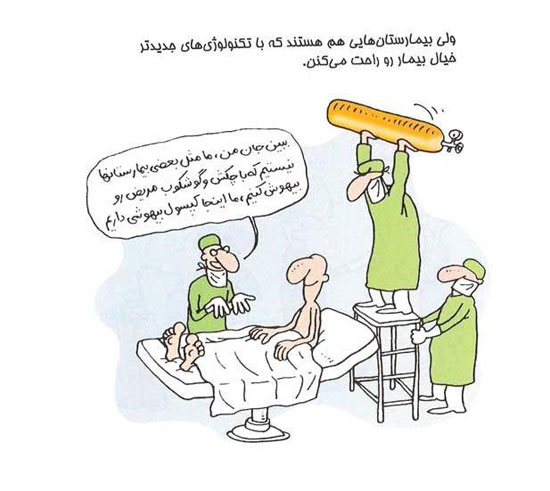 ولی بیمارستان‌هایی هم هستند که با تکنولوژی‌های جدیدتر
خیال بیمار رو راحت می‌کنن.
ببین جان من، ما مثل بعضی بیمارستانها
نیستیم که با چکش و گوشکوب مریض رو
بیهوش کنیم، ما اینجا کپسول بیهوشی داریم